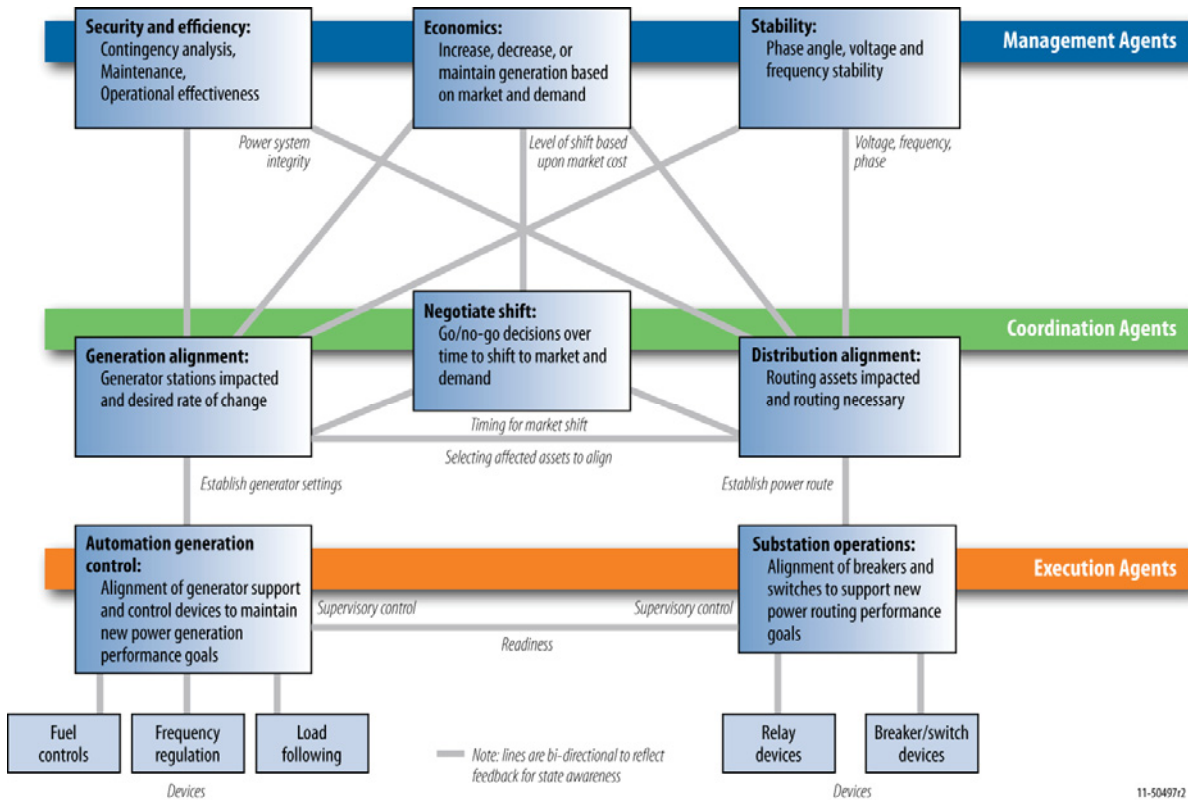 Security and efficiency:
Contingency analysis,
Maintenance,
Operational effectiveness
Economics:
Increase, decrease, or
maintain generation based
on market and demand
Stability:
Phase angle, voltage and
frequency stability
Management Agents
Power system
integrity
Level of shift based
upon market cost
Voltage, frequency,
phase
Negotiate shift:
Go/no-go decisions over
time to shift to market and
demand
Coordination Agents
Generation alignment:
Generator stations impacted
and desired rate of change
Distribution alignment:
Routing assets impacted
and routing necessary
Timing for market shift
Selecting affected assets to align
Establish generator settings
Establish power route
Automation generation
control:
Alignment of generator support
and control devices to maintain
new power generation
performance goals
Substation operations:
Alignment of breakers and
switches to support new
power routing performance
goals
Execution Agents
Supervisory control
Supervisory control
Readiness
Fuel
controls
Frequency
regulation
Load
following
Relay
devices
Breaker/switch
devices
Note: lines are bi-directional to reflect
feedback for state awareness
Devices
Devices
11-50497r2